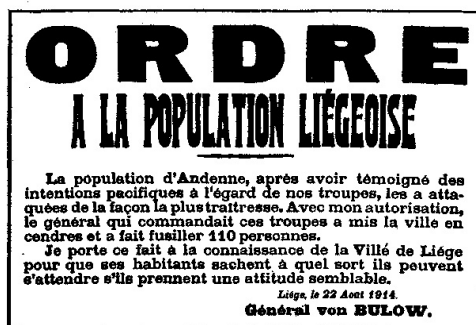 ORDRE
A LA POPULATION LIÉGEOISE
La population d'Andenne, après avoir témoigné des
intentions pacifiques à l'égard de nos troupes, les a atta-
quées de la façon la plus traîtresse. Avec mon autorisation,
le général qui commandait ces troupes a mis la ville en
cendres et a fait fusiller 110 personnes.
Je porte ce fait à la connaissance de la Ville de Liége
pour que ses habitants sachent à quel sort ils peuvent
s'attendre s'ils prennent une attitude semblable.
Liége, le 22 Aout 1914.
Général von BULOW.